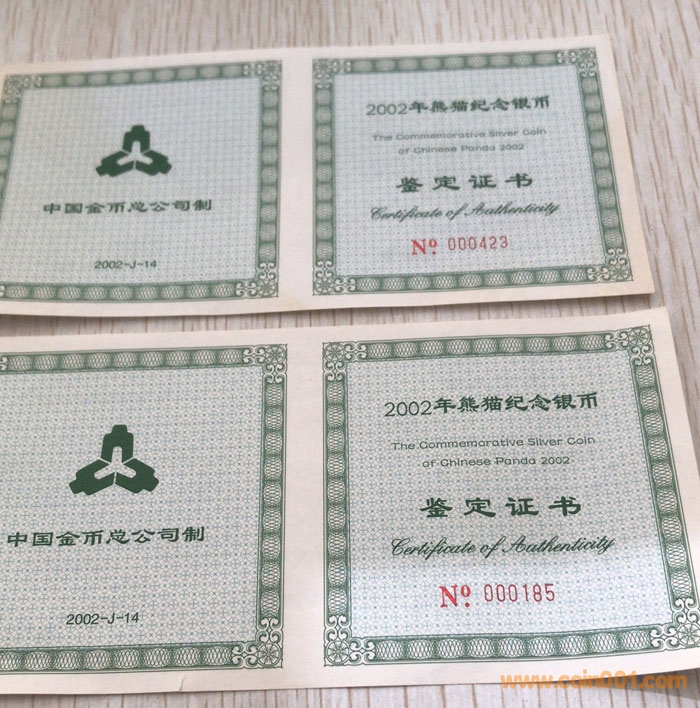 中国金币总公司制
2002-J-14
2002年熊猫纪念银币
The Commemorative Silver Coin
of Chinese Panda 2002
鉴定证书
Certificate of Authenticity
Nº 000423
中国金币总公司制
2002-J-14
2002年熊猫纪念银币
The Commemorative Silver Coin
of Chinese Panda 2002
鉴定证书
Certificate of Authenticity
Nº 000185
www.coin001.com